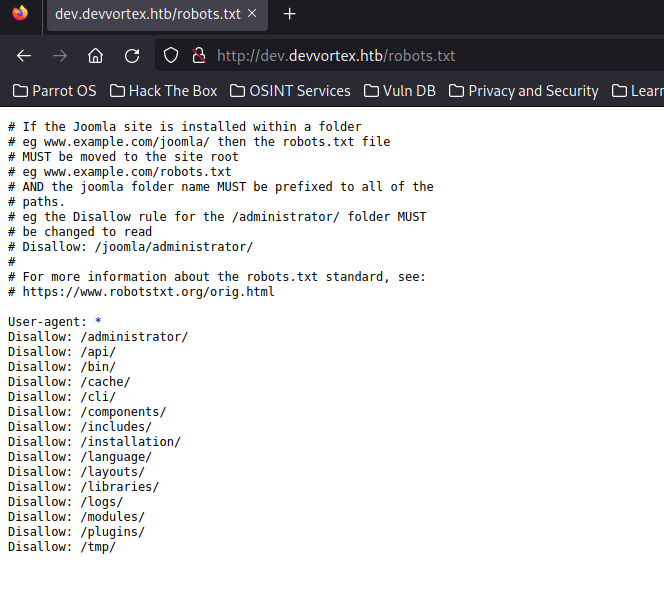 dev.devvortex.htb/robots.txt
http://dev.devvortex.htb/robots.txt
Parrot OS Hack The Box OSINT Services Vuln DB Privacy and Security Learn
# If the Joomla site is installed within a folder
# eg www.example.com/joomla/ then the robots.txt file
# MUST be moved to the site root
# eg www.example.com/robots.txt
# AND the joomla folder name MUST be prefixed to all of the
# paths.
# eg the Disallow rule for the /administrator/ folder MUST
# be changed to read
# Disallow: /joomla/administrator/
#
# For more information about the robots.txt standard, see:
# https://www.robotstxt.org/orig.html
User-agent: *
Disallow: /administrator/
Disallow: /api/
Disallow: /bin/
Disallow: /cache/
Disallow: /cli/
Disallow: /components/
Disallow: /includes/
Disallow: /installation/
Disallow: /language/
Disallow: /layouts/
Disallow: /libraries/
Disallow: /logs/
Disallow: /modules/
Disallow: /plugins/
Disallow: /tmp/